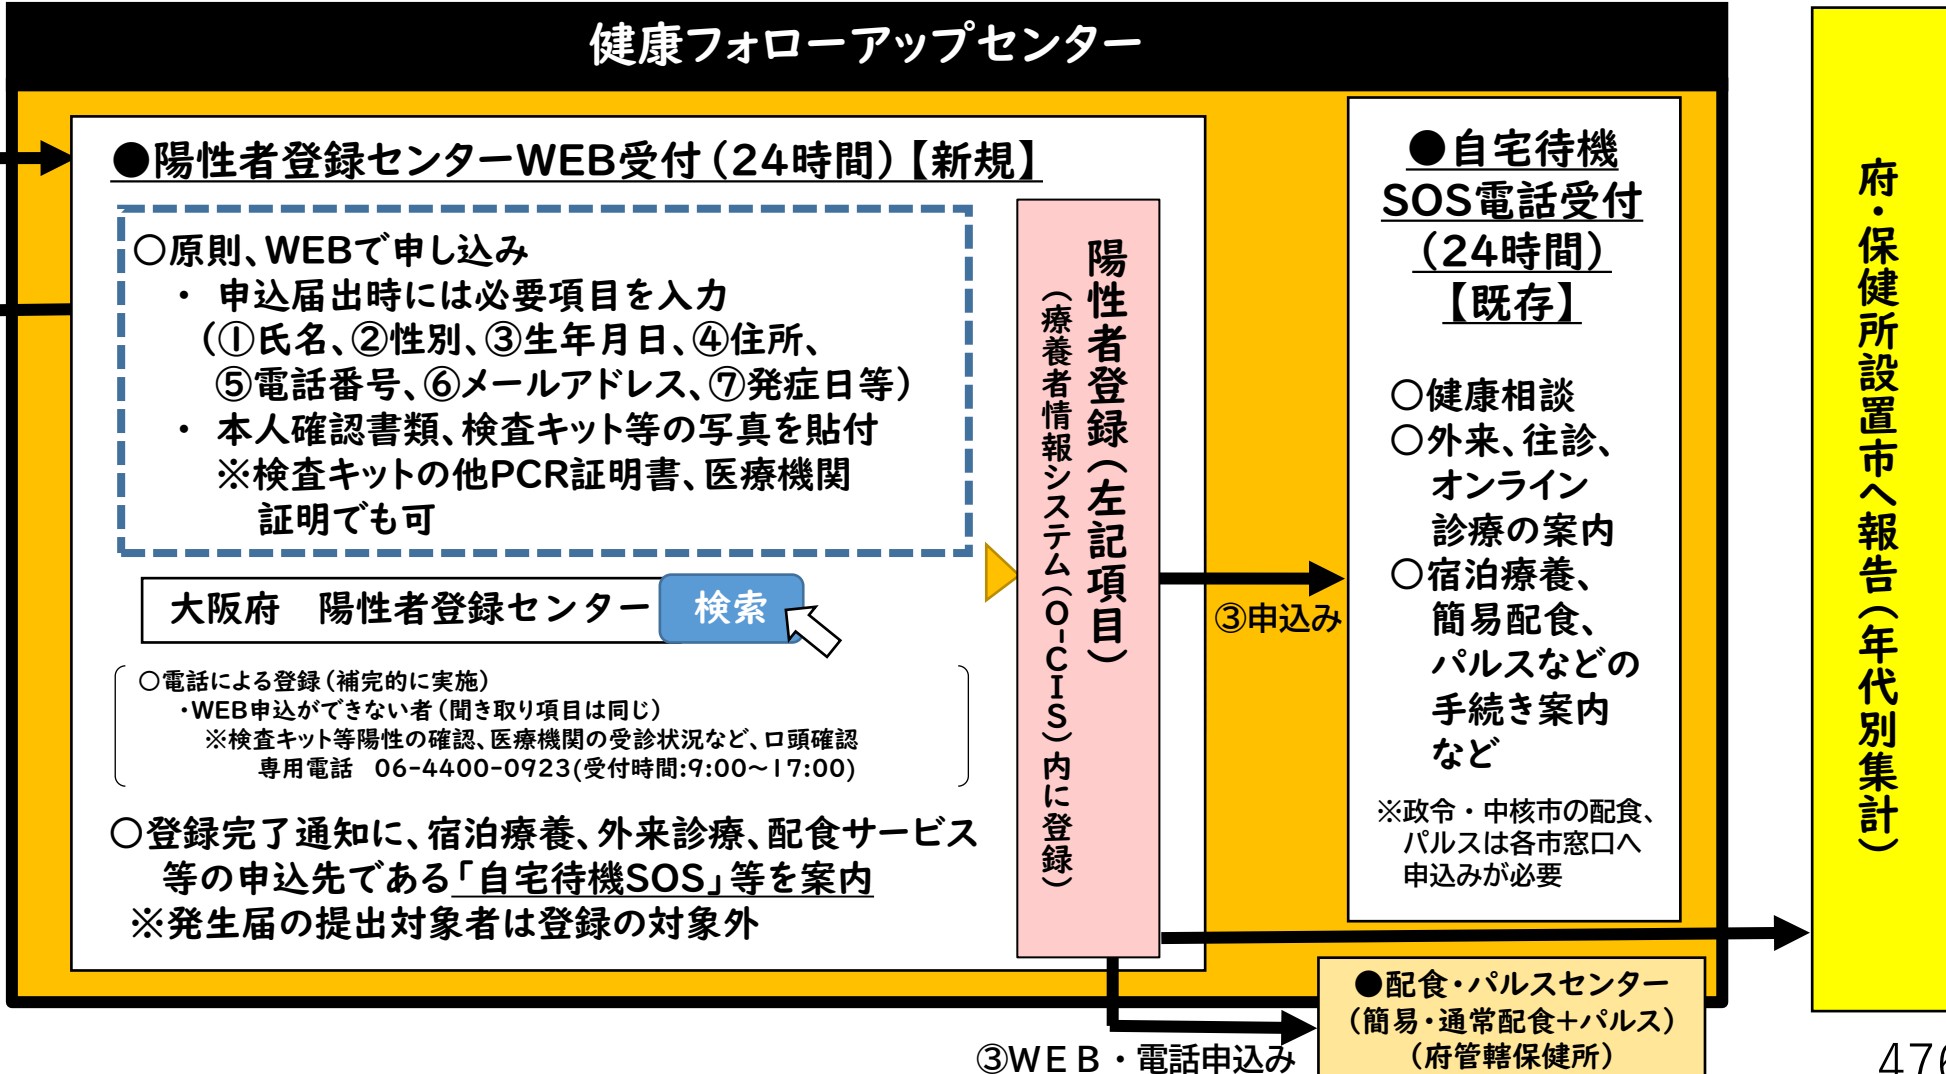 健康フォローアップセンター
●陽性者登録センターWEB受付(24時間)【新規】
○原則、WEBで申し込み
・ 申込届出時には必要項目を入力
(①氏名、②性別、③生年月日、④住所、
⑤電話番号、⑥メールアドレス、⑦発症日等)
・ 本人確認書類、検査キット等の写真を貼付
※検査キットの他PCR証明書、医療機関
証明でも可
大阪府 陽性者登録センター 検索
○電話による登録(補完的に実施)
・WEB申込ができない者(聞き取り項目は同じ)
※検査キット等陽性の確認、医療機関の受診状況など、口頭確認
専用電話 06-4400-0923(受付時間:9:00~17:00)
○登録完了通知に、宿泊療養、外来診療、配食サービス
等の申込先である「自宅待機SOS」等を案内
※発生届の提出対象者は登録の対象外
陽性者登録(左記項目)
(療養者情報システム(O-CIS)内に登録)
③申込み
●自宅待機
SOS電話受付
(24時間)
【既存】
○健康相談
○外来、往診、
オンライン
診療の案内
○宿泊療養、
簡易配食、
パルスなどの
手続き案内
など
※政令・中核市の配食、
パルスは各市窓口へ
申込みが必要
③WEB・電話申込み
●配食・パルスセンター
(簡易・通常配食+パルス)
(府管轄保健所)
府・保健所設置市へ報告(年代別集計)
476